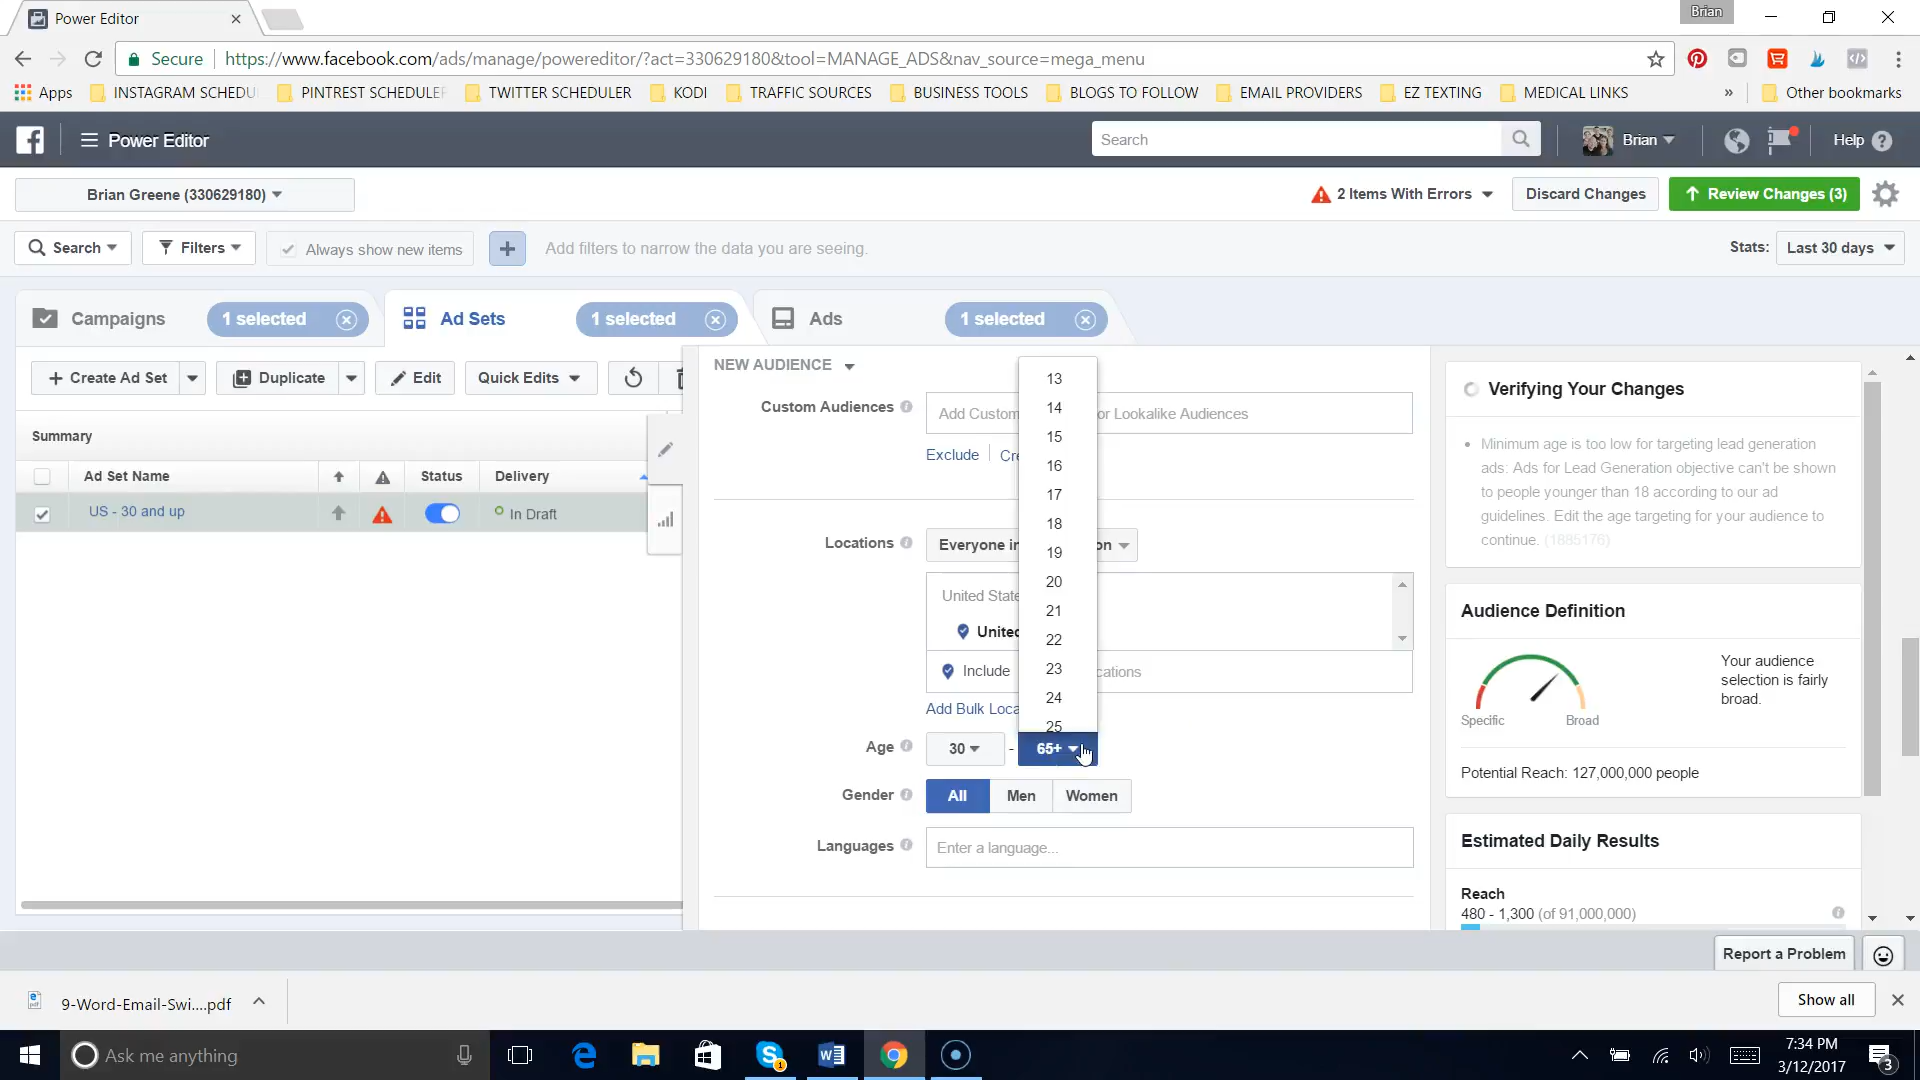 Power Editor
Brian
Secure
https://www.facebook.com/ads/manage/powereditor/?act=330629180&tool=MANAGE_ADS&nav_source=mega_menu
Apps
INSTAGRAM SCHEDU
PINTREST SCHEDULER
TWITTER SCHEDULER
KODI
TRAFFIC SOURCES
BUSINESS TOOLS
BLOGS TO FOLLOW
EMAIL PROVIDERS
EZ TEXTING
MEDICAL LINKS
»
Other bookmarks
Power Editor
Search
Brian
Help
Brian Greene (330629180)
2 Items With Errors
Discard Changes
Review Changes (3)
Search
Filters
Always show new items
Add filters to narrow the data you are seeing.
Stats:
Last 30 days
Campaigns
1 selected
Ad Sets
1 selected
Ads
1 selected
Create Ad Set
Duplicate
Edit
Quick Edits
Summary
Ad Set Name
Status
Delivery
US - 30 and up
In Draft
NEW AUDIENCE
Custom Audiences
Add Custom
or Lookalike Audiences
Exclude
Cre
Locations
Everyone in
on
United State
United
Include
cations
Add Bulk Loca
13
14
15
16
17
18
19
20
21
22
23
24
25
Age
30
-
65+
Gender
All
Men
Women
Languages
Enter a language...
Verifying Your Changes
Minimum age is too low for targeting lead generation
ads: Ads for Lead Generation objective can't be shown
to people younger than 18 according to our ad
guidelines. Edit the age targeting for your audience to
continue. (1885176)
Audience Definition
Specific
Broad
Your audience
selection is fairly
broad.
Potential Reach: 127,000,000 people
Estimated Daily Results
Reach
480 - 1,300 (of 91,000,000)
Report a Problem
9-Word-Email-Swi....pdf
Show all
Ask me anything
1
7:34 PM
3/12/2017
3